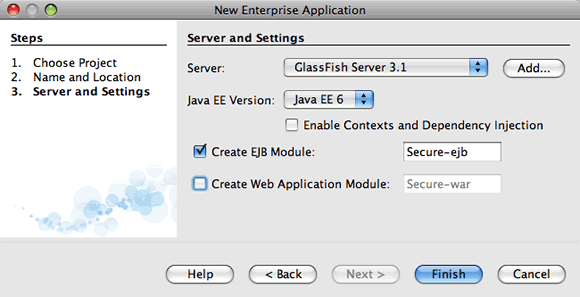 New Enterprise Application
Steps
1. Choose Project
2. Name and Location
3. Server and Settings
Server and Settings
Server: GlassFish Server 3.1 Add...
Java EE Version: Java EE 6
Enable Contexts and Dependency Injection
Create EJB Module: Secure-ejb
Create Web Application Module: Secure-war
Help < Back Next > Finish Cancel